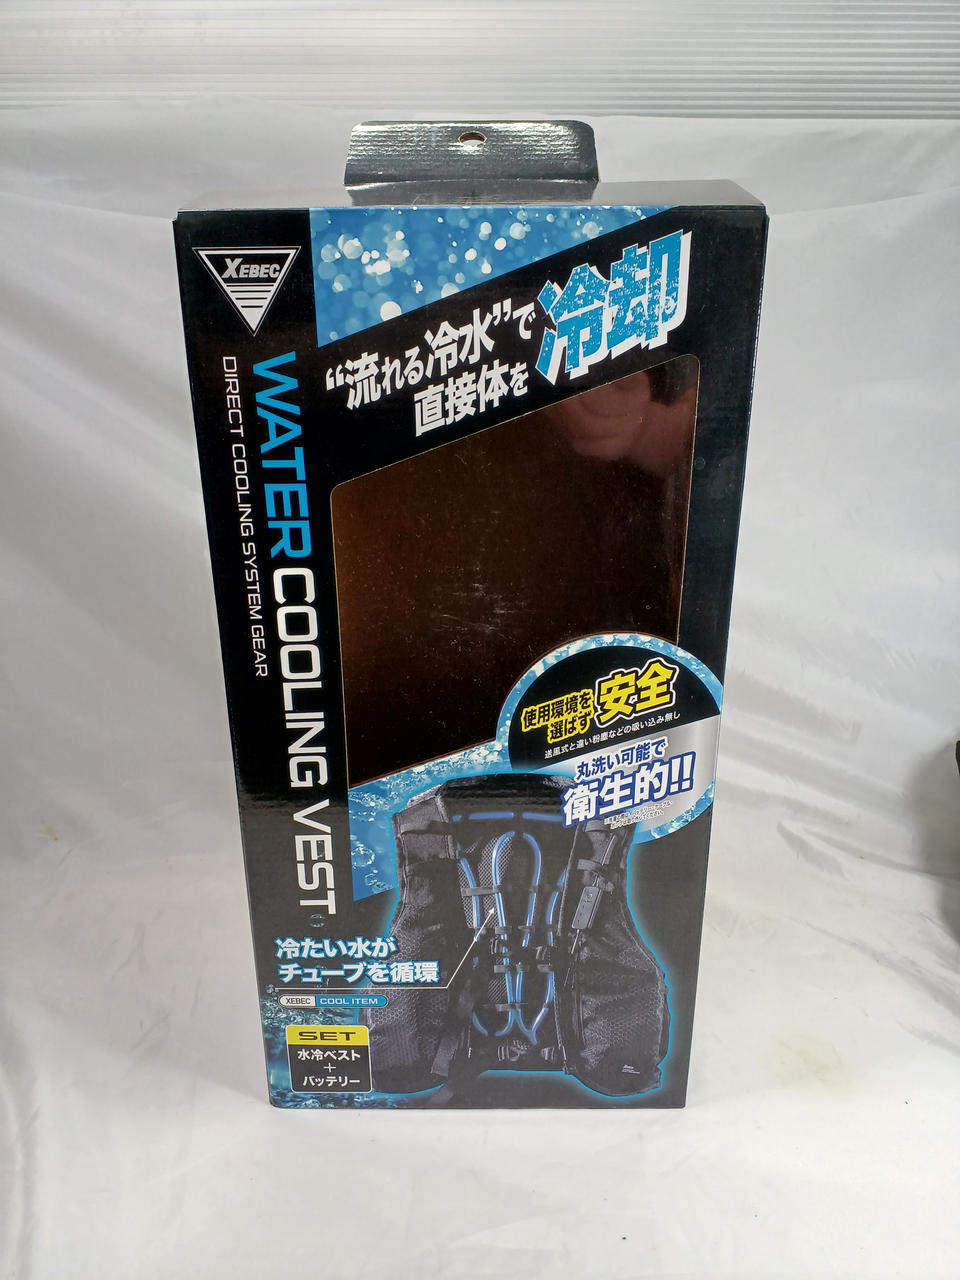 XEBEC
WATER COOLING VEST
DIRECT COOLING SYSTEM GEAR
“流れる冷水”で
直接体を
冷却
使用環境を
選ばず
安全
送風式と違い粉塵などの吸い込み無し
丸洗い可能で
衛生的!!
冷たい水が
チューブを循環
XEBEC COOL ITEM
SET
水冷ベスト
+
バッテリー